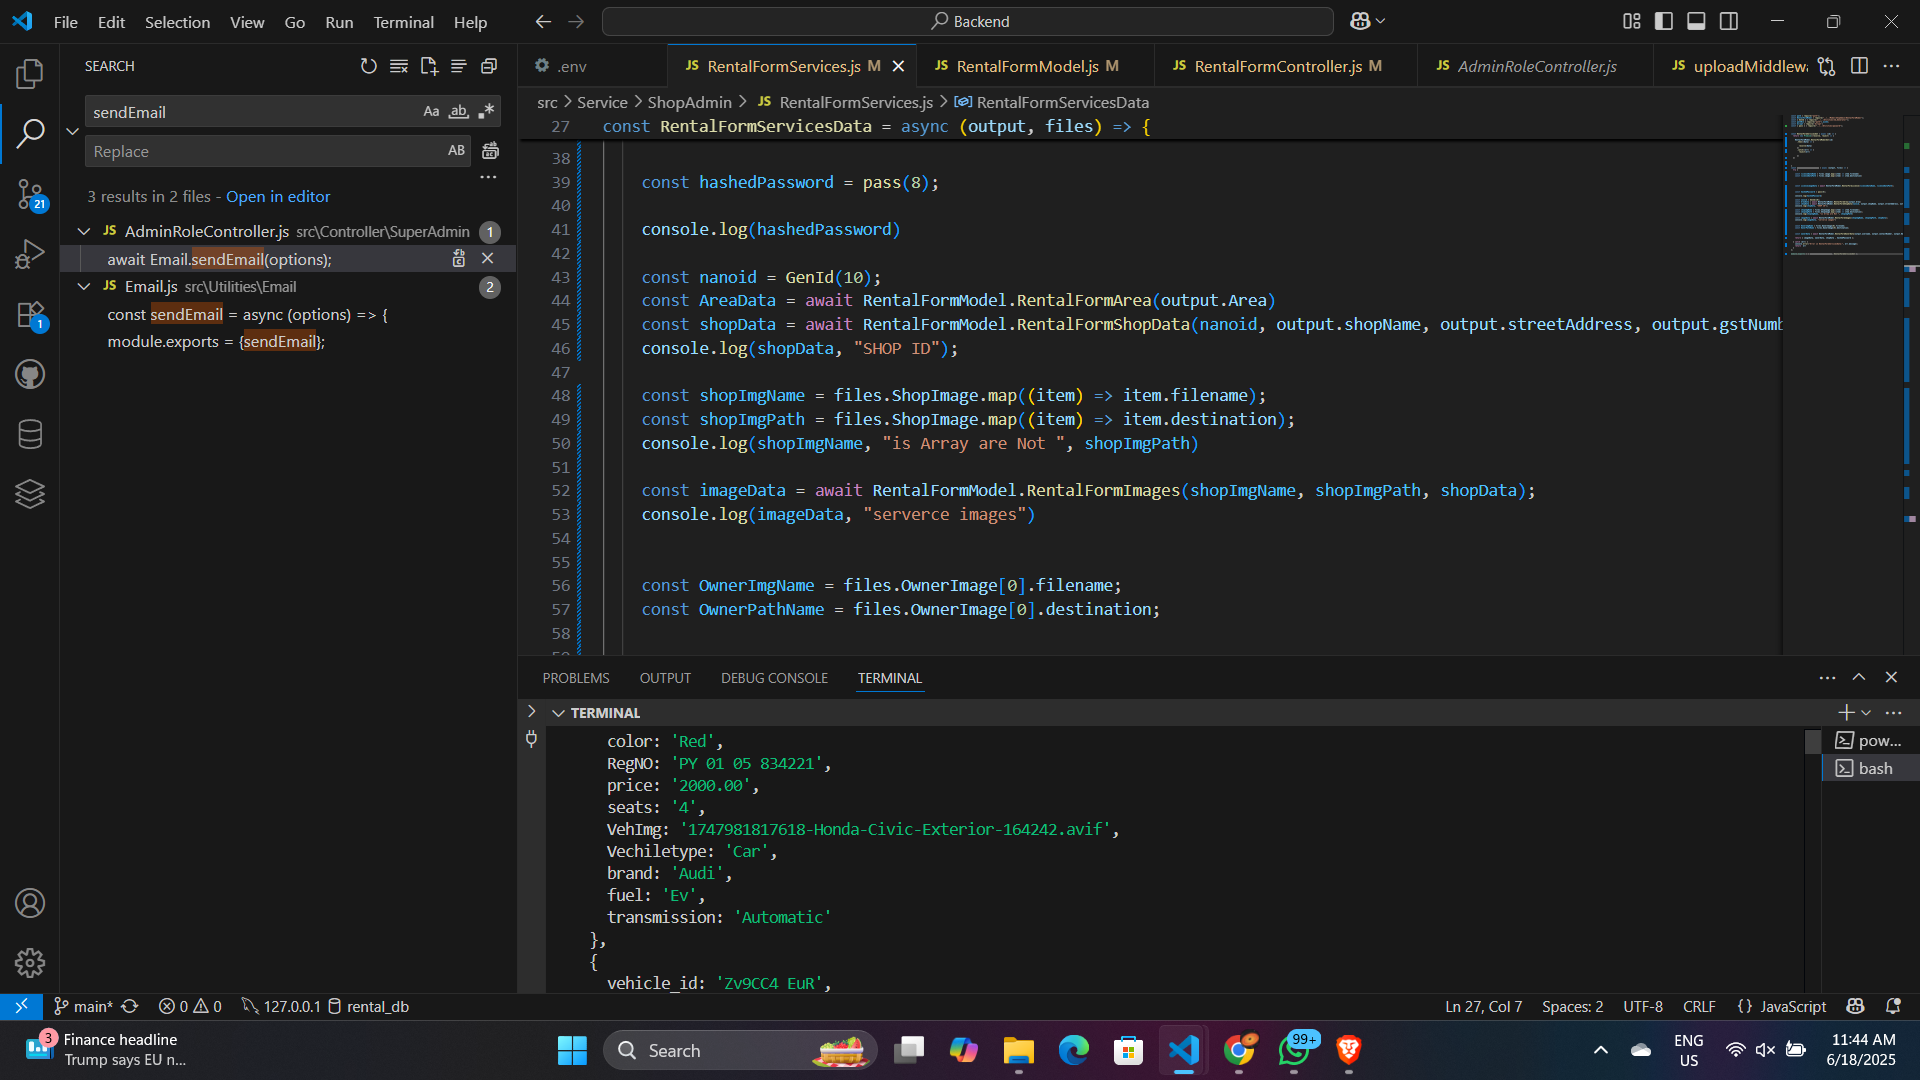 File Edit Selection View Go Run Terminal Help
Backend
SEARCH
sendEmail
Aa ab .*
Replace
AB
3 results in 2 files - Open in editor
JS AdminRoleController.js src\Controller\SuperAdmin 1
await Email.sendEmail(options);
JS Email.js src\Utilities\Email 2
const sendEmail = async (options) => {
module.exports = {sendEmail};
21
1
.env
JS RentalFormServices.js M
JS RentalFormModel.js M
JS RentalFormController.js M
JS AdminRoleController.js
JS uploadMiddlewa
src > Service > ShopAdmin > JS RentalFormServices.js > RentalFormServicesData
27 const RentalFormServicesData = async (output, files) => {
38
39 const hashedPassword = pass(8);
40
41 console.log(hashedPassword)
42
43 const nanoid = GenId(10);
44 const AreaData = await RentalFormModel.RentalFormArea(output.Area)
45 const shopData = await RentalFormModel.RentalFormShopData(nanoid, output.shopName, output.streetAddress, output.gstNumb
46 console.log(shopData, "SHOP ID");
47
48 const shopImgName = files.ShopImage.map((item) => item.filename);
49 const shopImgPath = files.ShopImage.map((item) => item.destination);
50 console.log(shopImgName, "is Array are Not ", shopImgPath)
51
52 const imageData = await RentalFormModel.RentalFormImages(shopImgName, shopImgPath, shopData);
53 console.log(imageData, "serverce images")
54
55
56 const OwnerImgName = files.OwnerImage[0].filename;
57 const OwnerPathName = files.OwnerImage[0].destination;
58
PROBLEMS OUTPUT DEBUG CONSOLE TERMINAL
TERMINAL
pow...
bash
color: 'Red',
RegNO: 'PY 01 05 834221',
price: '2000.00',
seats: '4',
VehImg: '1747981817618-Honda-Civic-Exterior-164242.avif',
Vechiletype: 'Car',
brand: 'Audi',
fuel: 'Ev',
transmission: 'Automatic'
},
{
vehicle_id: 'Zv9CC4 EuR',
main* 0 0 127.0.0.1 rental_db
Ln 27, Col 7 Spaces: 2 UTF-8 CRLF {} JavaScript
3
Finance headline
Trump says EU n...
Search
99+
ENG
US
11:44 AM
6/18/2025